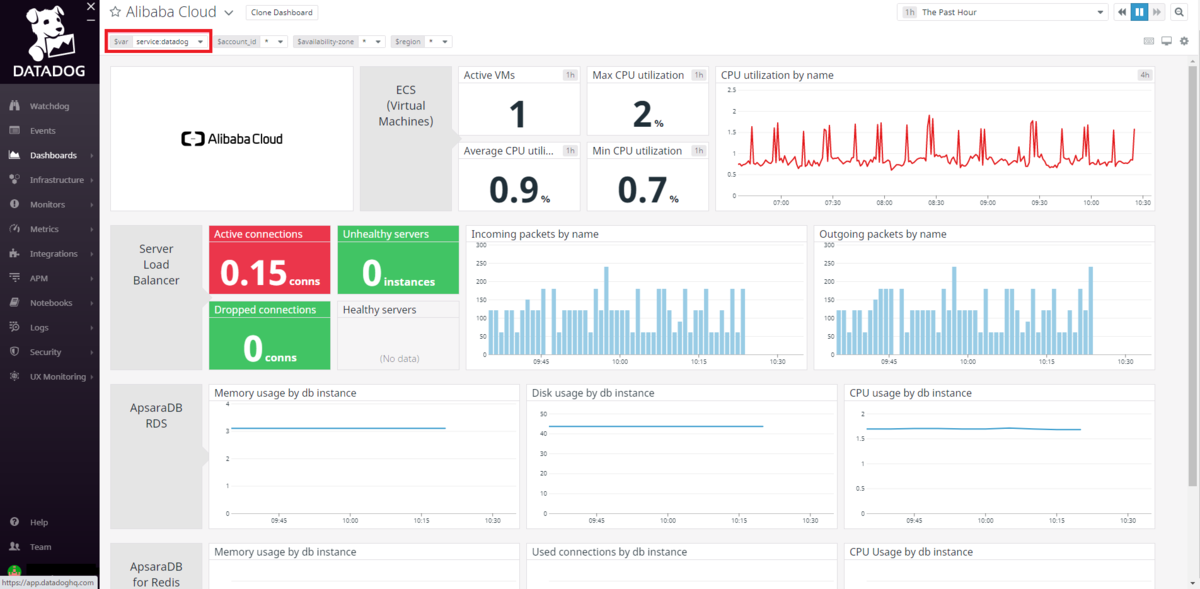 Alibaba Cloud Clone Dashboard 1h The Past Hour
$var service:datadog $account_id * $availability-zone * $region *
DATADOG
Watchdog
Events
Dashboards
Infrastructure
Monitors
Metrics
Integrations
APM
Notebooks
Logs
Security
UX Monitoring
Help
Team
https://app.datadoghq.com
Alibaba Cloud
ECS
(Virtual
Machines)
Active VMs 1h
1
Max CPU utilization 1h
2 %
Average CPU utili... 1h
0.9 %
Min CPU utilization 1h
0.7 %
CPU utilization by name 4h
2.5
2
1.5
1
0.5
0
07:00 07:30 08:00 08:30 09:00 09:30 10:00 10:30
Server
Load
Balancer
Active connections
0.15 conns
Unhealthy servers
0 instances
Dropped connections
0 conns
Healthy servers
(No data)
Incoming packets by name
300
250
200
150
100
50
0
09:45 10:00 10:15 10:30
Outgoing packets by name
300
250
200
150
100
50
0
09:45 10:00 10:15 10:30
ApsaraDB
RDS
Memory usage by db instance
4
3
2
1
0
09:45 10:00 10:15 10:30
Disk usage by db instance
50
40
30
20
10
0
09:45 10:00 10:15 10:30
CPU usage by db instance
2
1.5
1
0.5
0
09:45 10:00 10:15 10:30
ApsaraDB
for Redis
Memory usage by db instance
Used connections by db instance
CPU Usage by db instance